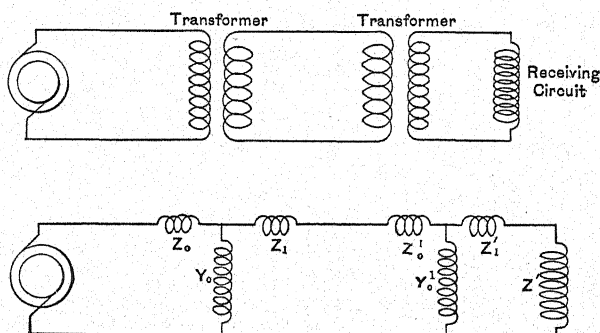 Transformer Transformer
Receiving
Circuit
Z₀ Z₁ Z₀¹ Z₁′
Y₀ Y₀¹ Z′